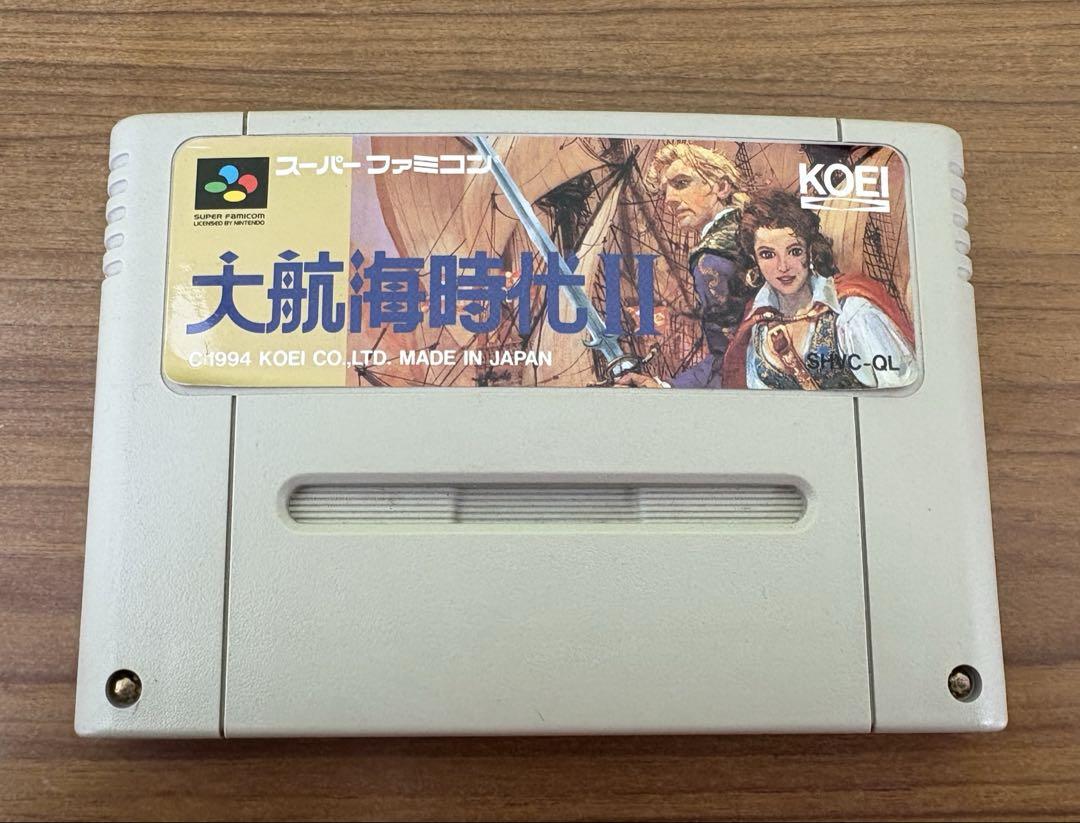 スーパーファミコン
SUPER FAMICOM
LICENSED BY NINTENDO
KOEI
大航海時代II
©1994 KOEI CO.,LTD. MADE IN JAPAN
SHVC-QL